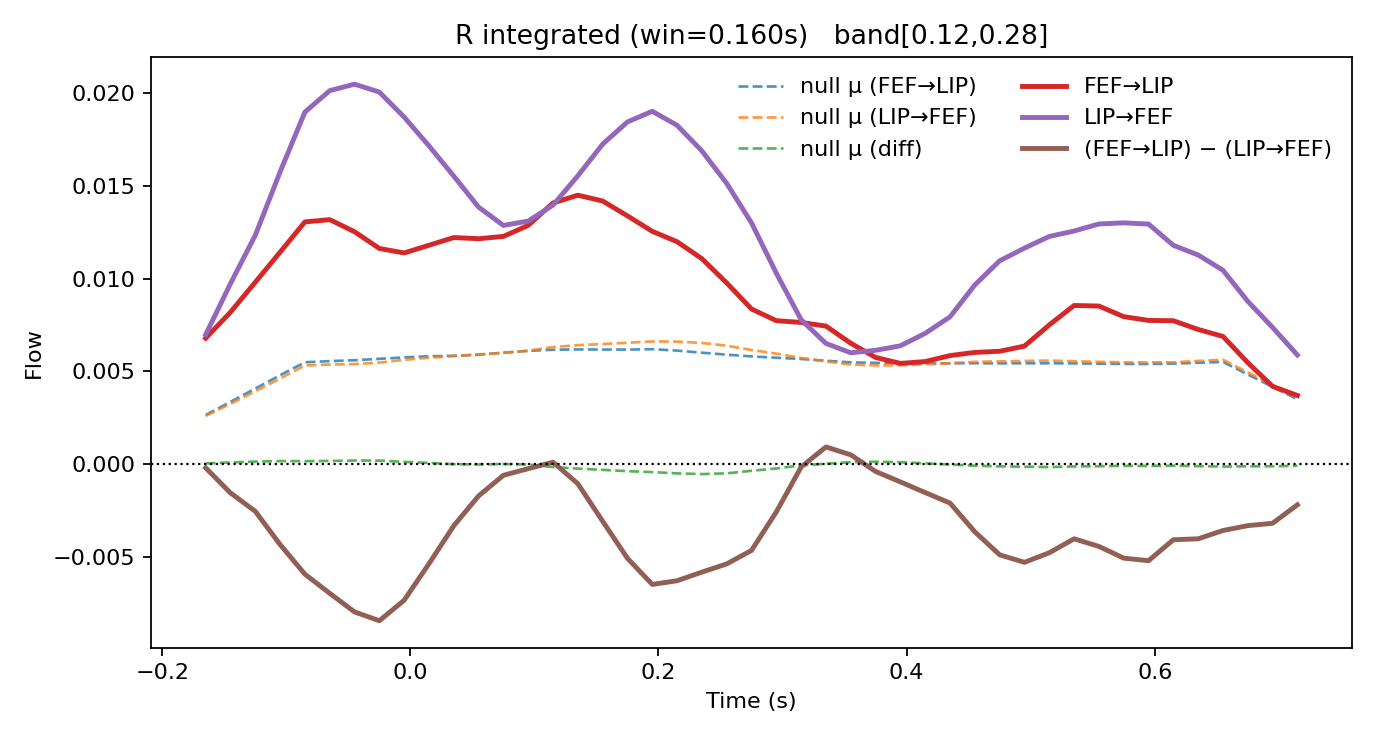 R integrated (win=0.160s)   band[0.12,0.28]
null μ (FEF→LIP)
null μ (LIP→FEF)
null μ (diff)
FEF→LIP
LIP→FEF
(FEF→LIP) − (LIP→FEF)
Flow
0.020
0.015
0.010
0.005
0.000
−0.005
−0.2
0.0
0.2
0.4
0.6
Time (s)